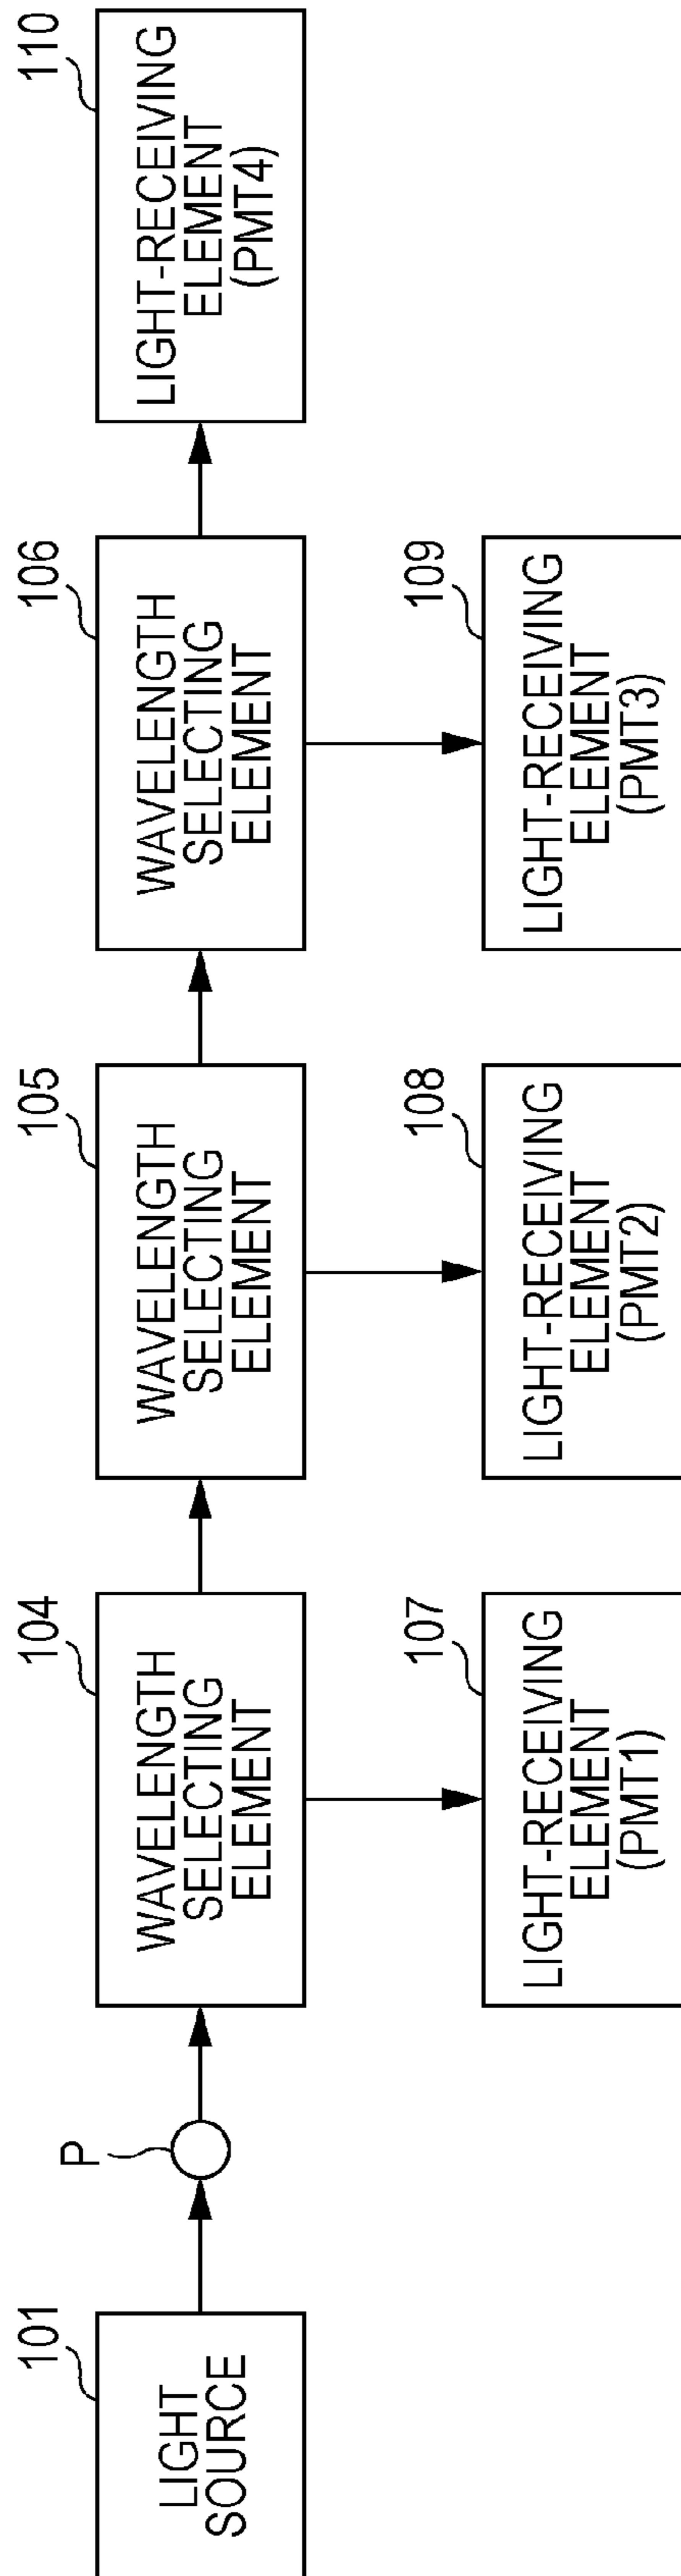 101
LIGHT
SOURCE
P
104
WAVELENGTH
SELECTING
ELEMENT
105
WAVELENGTH
SELECTING
ELEMENT
106
WAVELENGTH
SELECTING
ELEMENT
110
LIGHT-RECEIVING
ELEMENT
(PMT4)
107
LIGHT-RECEIVING
ELEMENT
(PMT1)
108
LIGHT-RECEIVING
ELEMENT
(PMT2)
109
LIGHT-RECEIVING
ELEMENT
(PMT3)